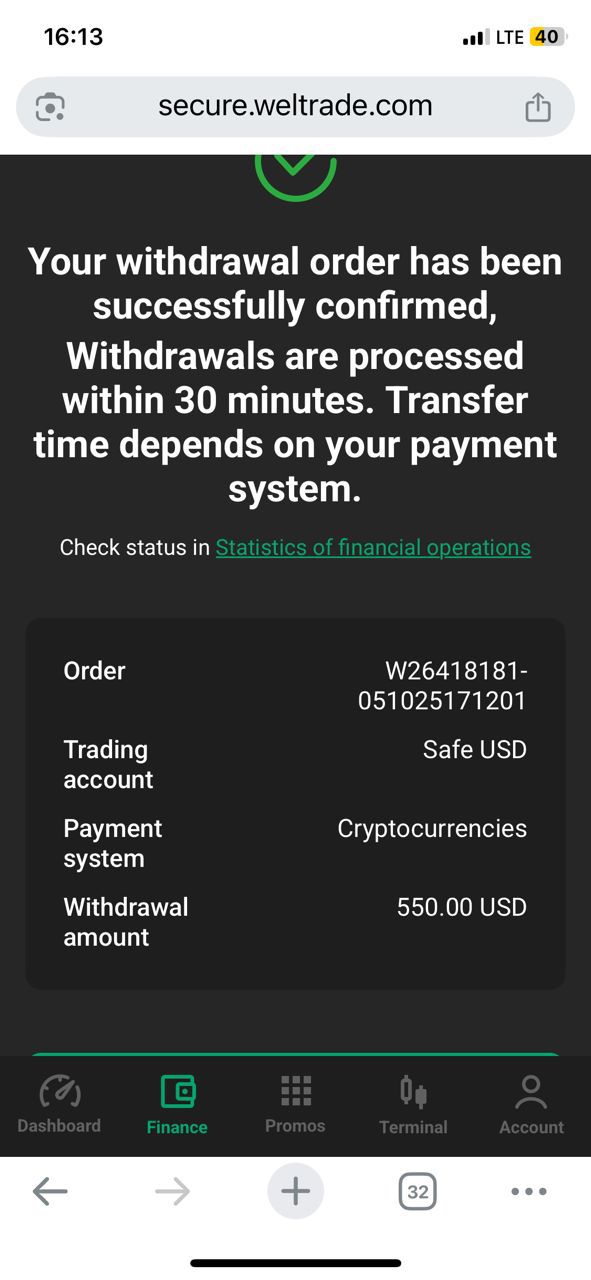 16:13
LTE 40
secure.weltrade.com
Your withdrawal order has been
successfully confirmed,
Withdrawals are processed
within 30 minutes. Transfer
time depends on your payment
system.
Check status in Statistics of financial operations
Order W26418181-
051025171201
Trading Safe USD
account
Payment Cryptocurrencies
system
Withdrawal 550.00 USD
amount
Dashboard Finance Promos Terminal Account
32